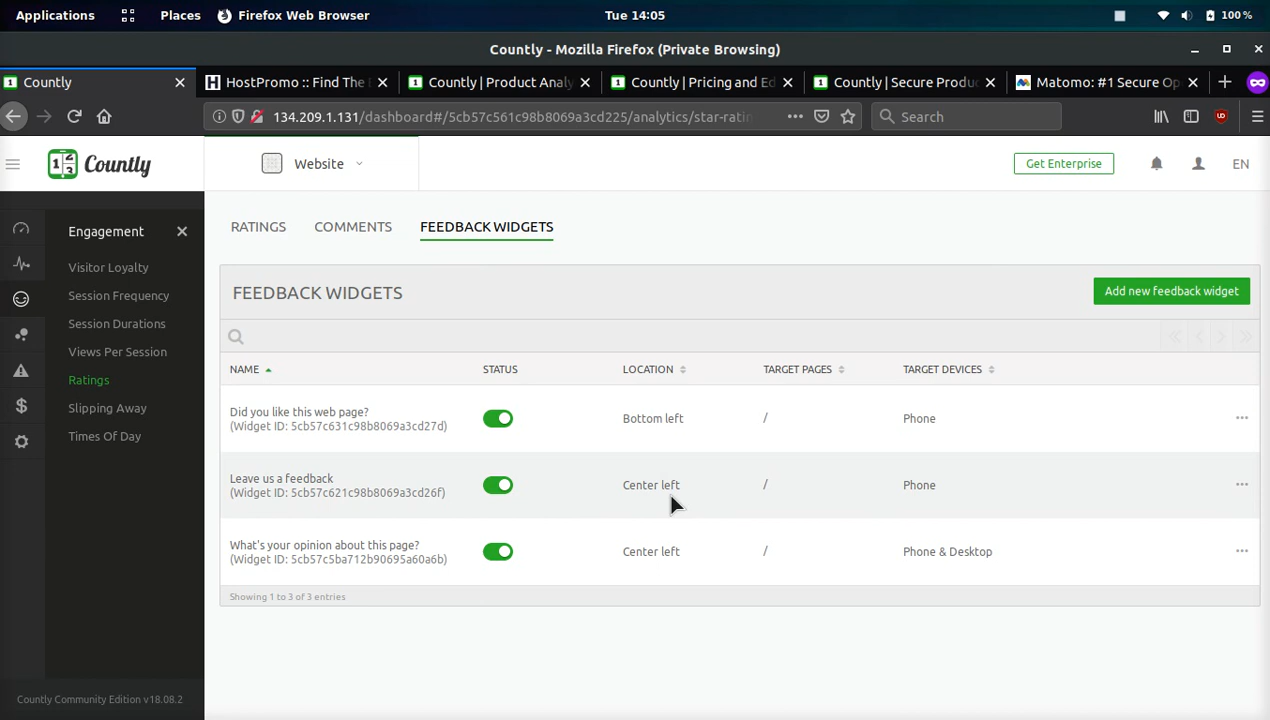 Applications Places Firefox Web Browser Tue 14:05 100 %
Countly - Mozilla Firefox (Private Browsing)
Countly HostPromo :: Find The Countly | Product Analy Countly | Pricing and Ed Countly | Secure Produc Matomo: #1 Secure Op
134.209.1.131/dashboard#/5cb57c561c98b8069a3cd225/analytics/star-ratin Search
Countly Website Get Enterprise EN
RATINGS COMMENTS FEEDBACK WIDGETS
Engagement
Visitor Loyalty
Session Frequency
Session Durations
Views Per Session
Ratings
Slipping Away
Times Of Day
FEEDBACK WIDGETS Add new feedback widget
NAME STATUS LOCATION TARGET PAGES TARGET DEVICES
Did you like this web page?
(Widget ID: 5cb57c631c98b8069a3cd27d) Bottom left / Phone
Leave us a feedback
(Widget ID: 5cb57c621c98b8069a3cd26f) Center left / Phone
What's your opinion about this page?
(Widget ID: 5cb57c5ba712b90695a60a6b) Center left / Phone & Desktop
Showing 1 to 3 of 3 entries
Countly Community Edition v18.08.2